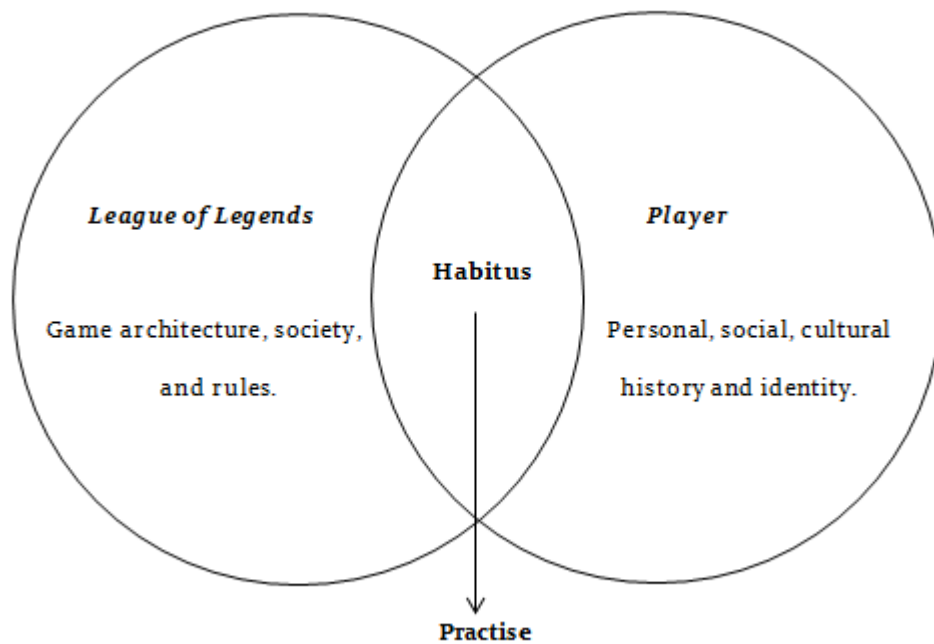 League of Legends
Player
Habitus
Game architecture, society,
and rules.
Personal, social, cultural
history and identity.
Practise